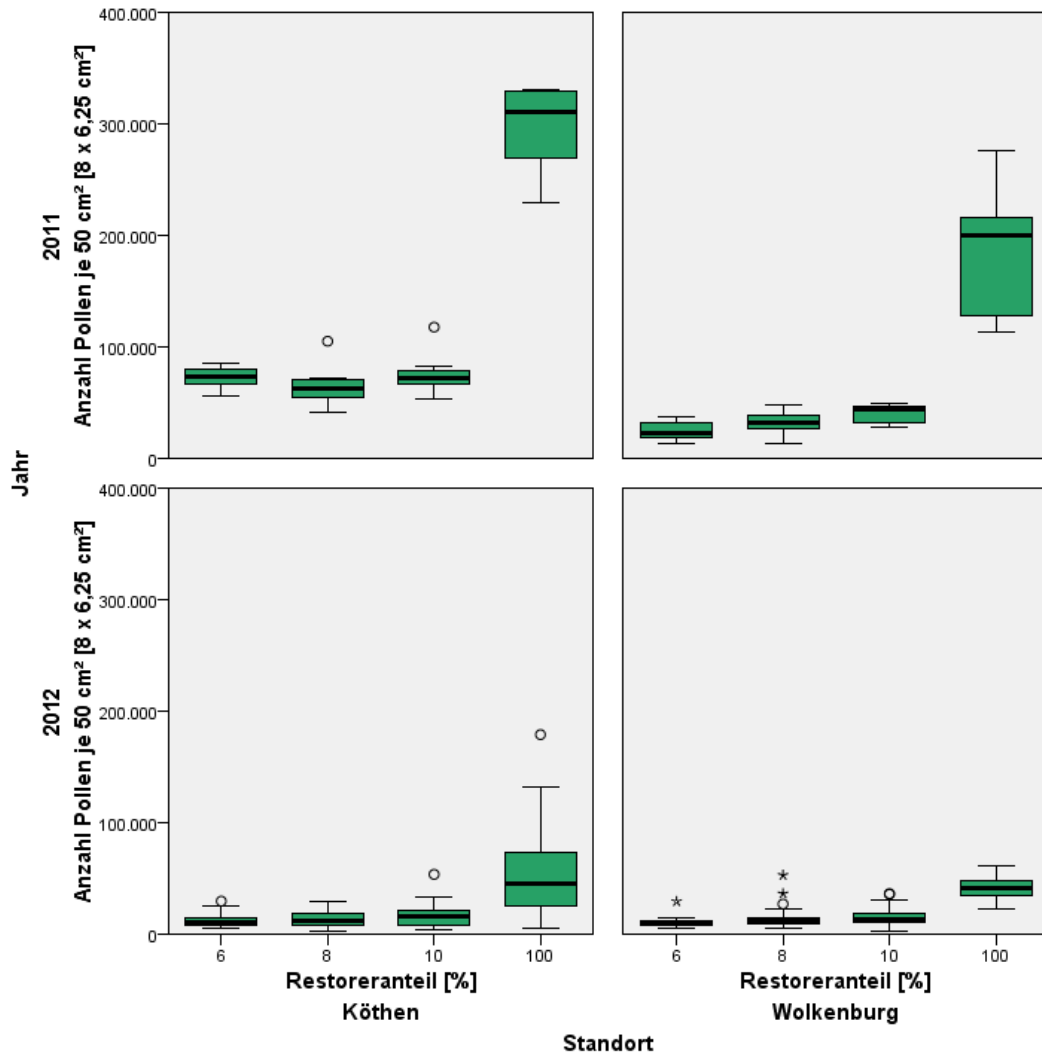 400.000
300.000
200.000
100.000
0
2011
Anzahl Pollen je 50 cm² [8 x 6,25 cm²]
Jahr
400.000
300.000
200.000
100.000
0
2012
Anzahl Pollen je 50 cm² [8 x 6,25 cm²]
6 8 10 100 6 8 10 100
Restoreranteil [%] Restoreranteil [%]
Köthen Wolkenburg
Standort